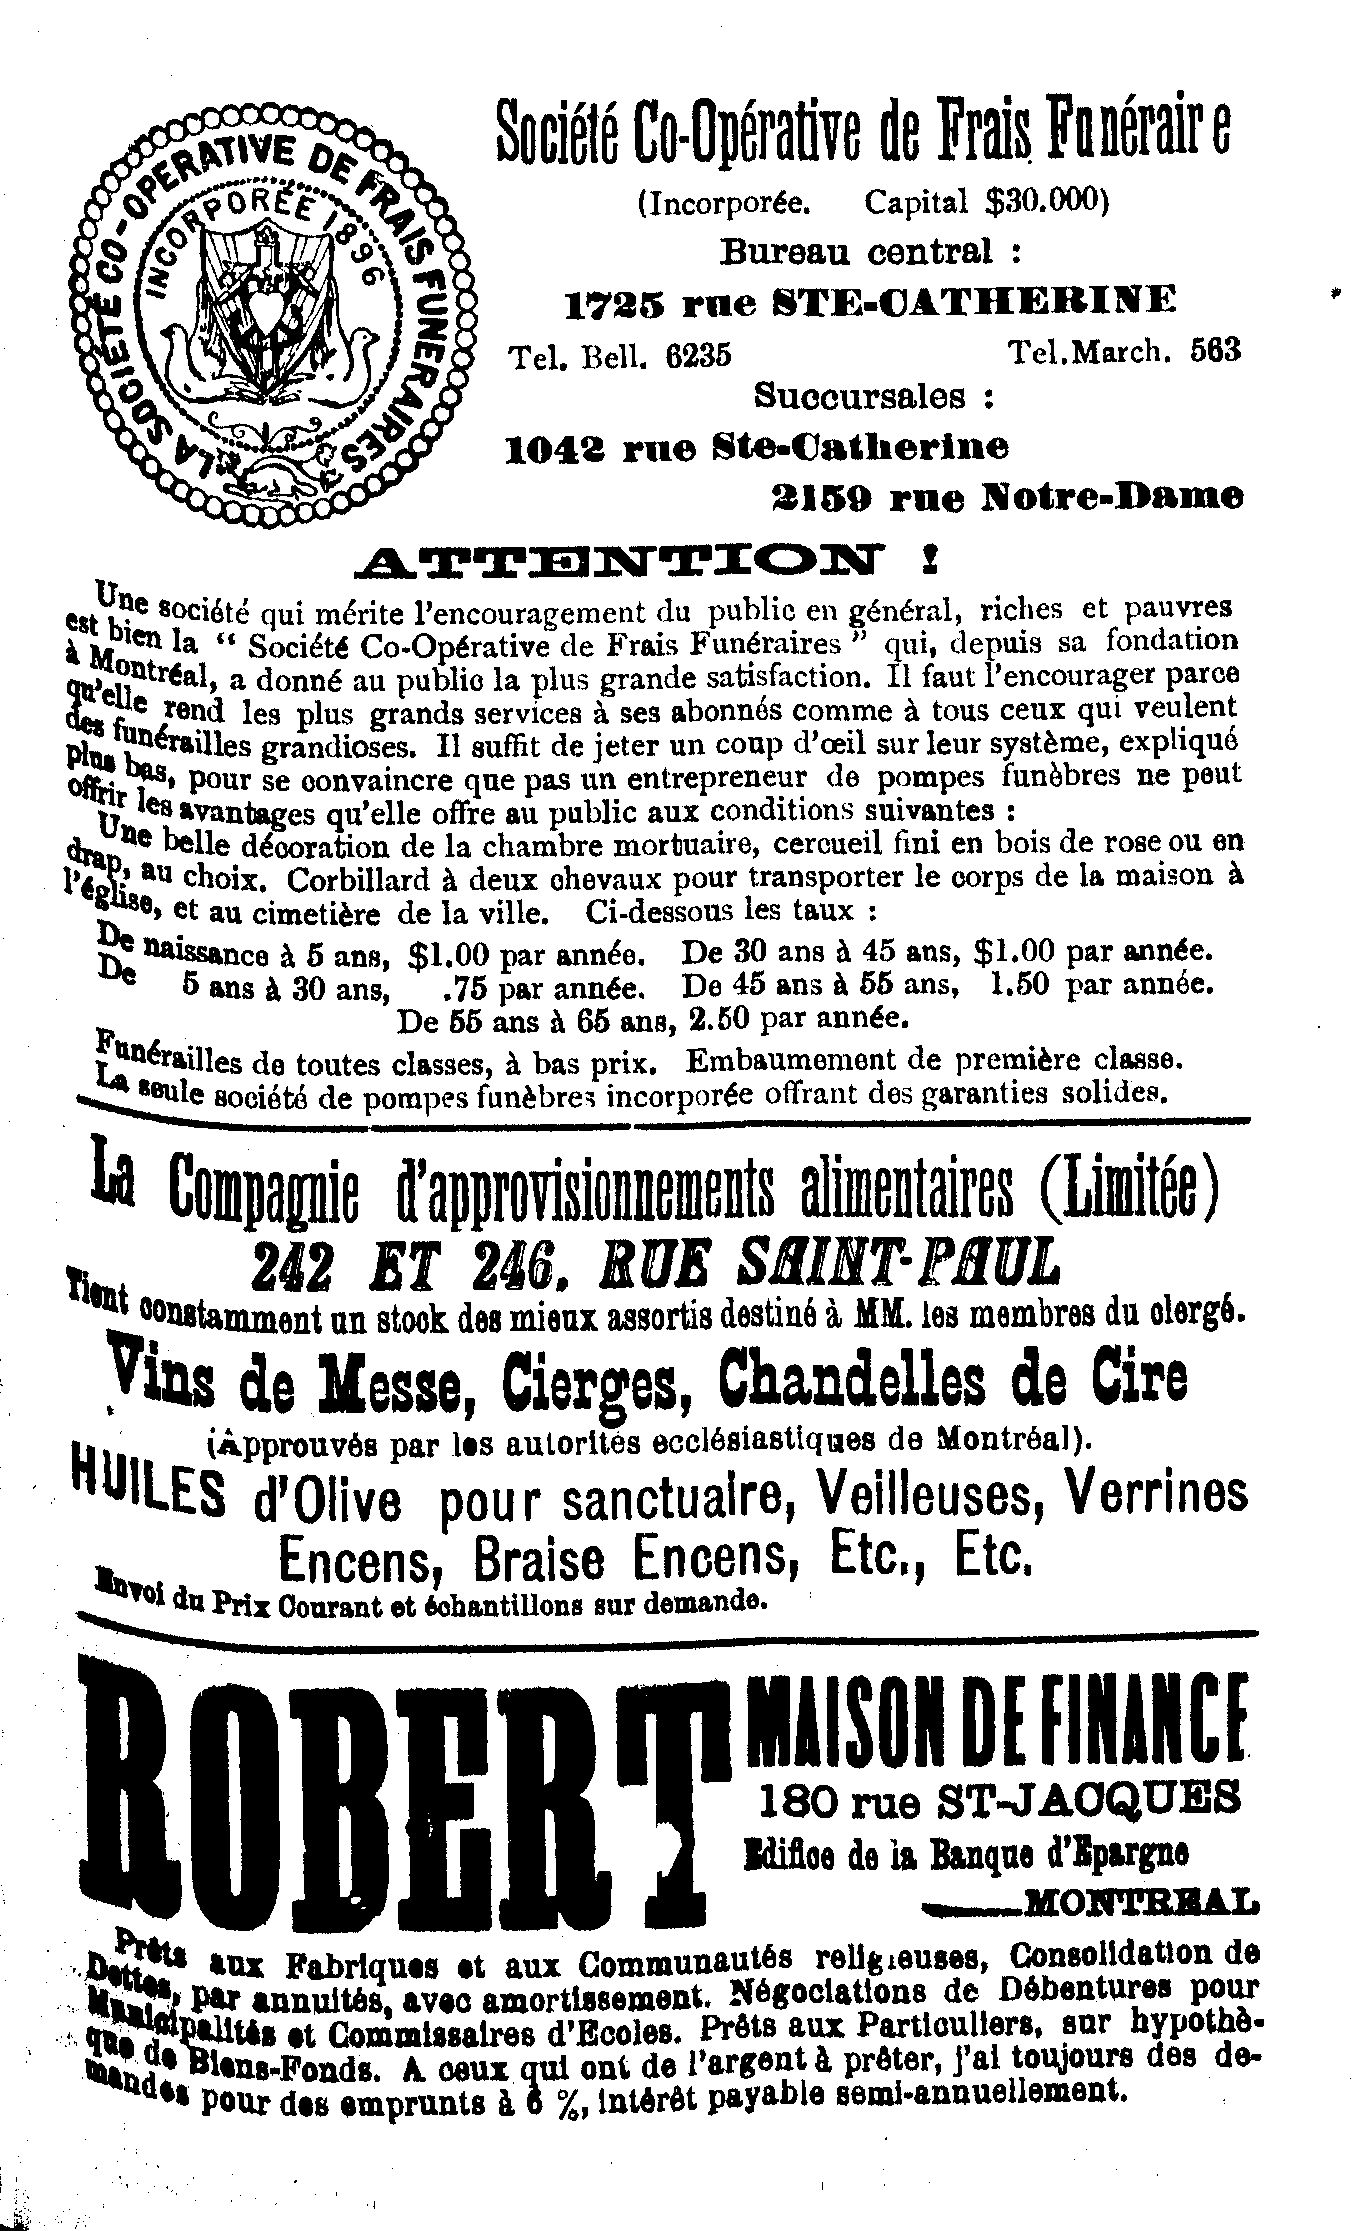 LA SOCIÉTÉ CO-OPERATIVE DE FRAIS FUNERAIRES
INCORPORÉE 1896
Société Co-Opérative de Frais Funéraire
(Incorporée. Capital $30.000)
Bureau central :
1725 rue STE-CATHERINE
Tel. Bell. 6235 Tel.March. 563
Succursales :
1042 rue Ste-Catherine
2159 rue Notre-Dame
ATTENTION !
Une société qui mérite l'encouragement du public en général, riches et pauvres
est bien la “ Société Co-Opérative de Frais Funéraires ” qui, depuis sa fondation
à Montréal, a donné au public la plus grande satisfaction. Il faut l'encourager parce
qu'elle rend les plus grands services à ses abonnés comme à tous ceux qui veulent
des funérailles grandioses. Il suffit de jeter un coup d'œil sur leur système, expliqué
plus bas, pour se convaincre que pas un entrepreneur de pompes funèbres ne peut
offrir les avantages qu'elle offre au public aux conditions suivantes :
Une belle décoration de la chambre mortuaire, cercueil fini en bois de rose ou en
drap, au choix. Corbillard à deux chevaux pour transporter le corps de la maison à
l'église, et au cimetière de la ville. Ci-dessous les taux :
De naissance à 5 ans, $1.00 par année. De 30 ans à 45 ans, $1.00 par année.
De 5 ans à 30 ans, .75 par année. De 45 ans à 55 ans, 1.50 par année.
De 55 ans à 65 ans, 2.50 par année.
Funérailles de toutes classes, à bas prix. Embaumement de première classe.
La seule société de pompes funèbres incorporée offrant des garanties solides.
La Compagnie d'approvisionnements alimentaires (Limitée)
242 ET 246, RUE SAINT-PAUL
Tient constamment un stock des mieux assortis destiné à MM. les membres du clergé.
Vins de Messe, Cierges, Chandelles de Cire
(Approuvés par les autorités ecclésiastiques de Montréal).
HUILES d'Olive pour sanctuaire, Veilleuses, Verrines
Encens, Braise Encens, Etc., Etc.
Envoi du Prix Courant et échantillons sur demande.
ROBERT MAISON DE FINANCE
180 rue ST-JACQUES
Edifice de la Banque d'Epargne
MONTREAL
Prêts aux Fabriques et aux Communautés religieuses, Consolidation de
Dettes, par annuités, avec amortissement. Négociations de Débentures pour
Municipalités et Commissaires d'Ecoles. Prêts aux Particuliers, sur hypothè-
que de Biens-Fonds. A ceux qui ont de l'argent à prêter, j'ai toujours des de-
mandes pour des emprunts à 6 %, intérêt payable semi-annuellement.